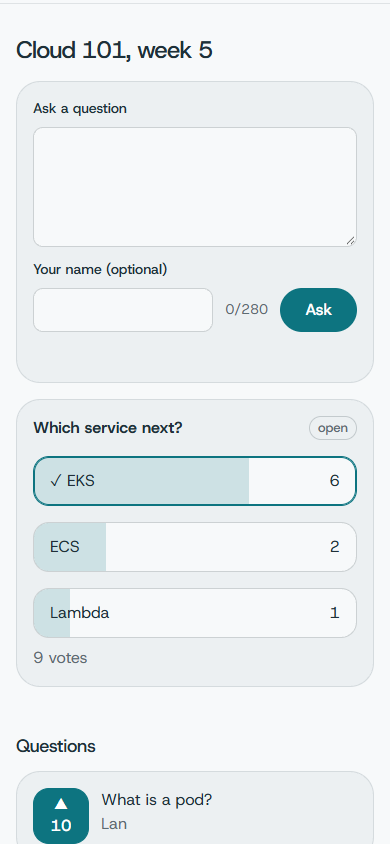 Cloud 101, week 5
Ask a question
Your name (optional)
0/280
Ask
Which service next?
open
✓ EKS
6
ECS
2
Lambda
1
9 votes
Questions
▲
10
What is a pod?
Lan